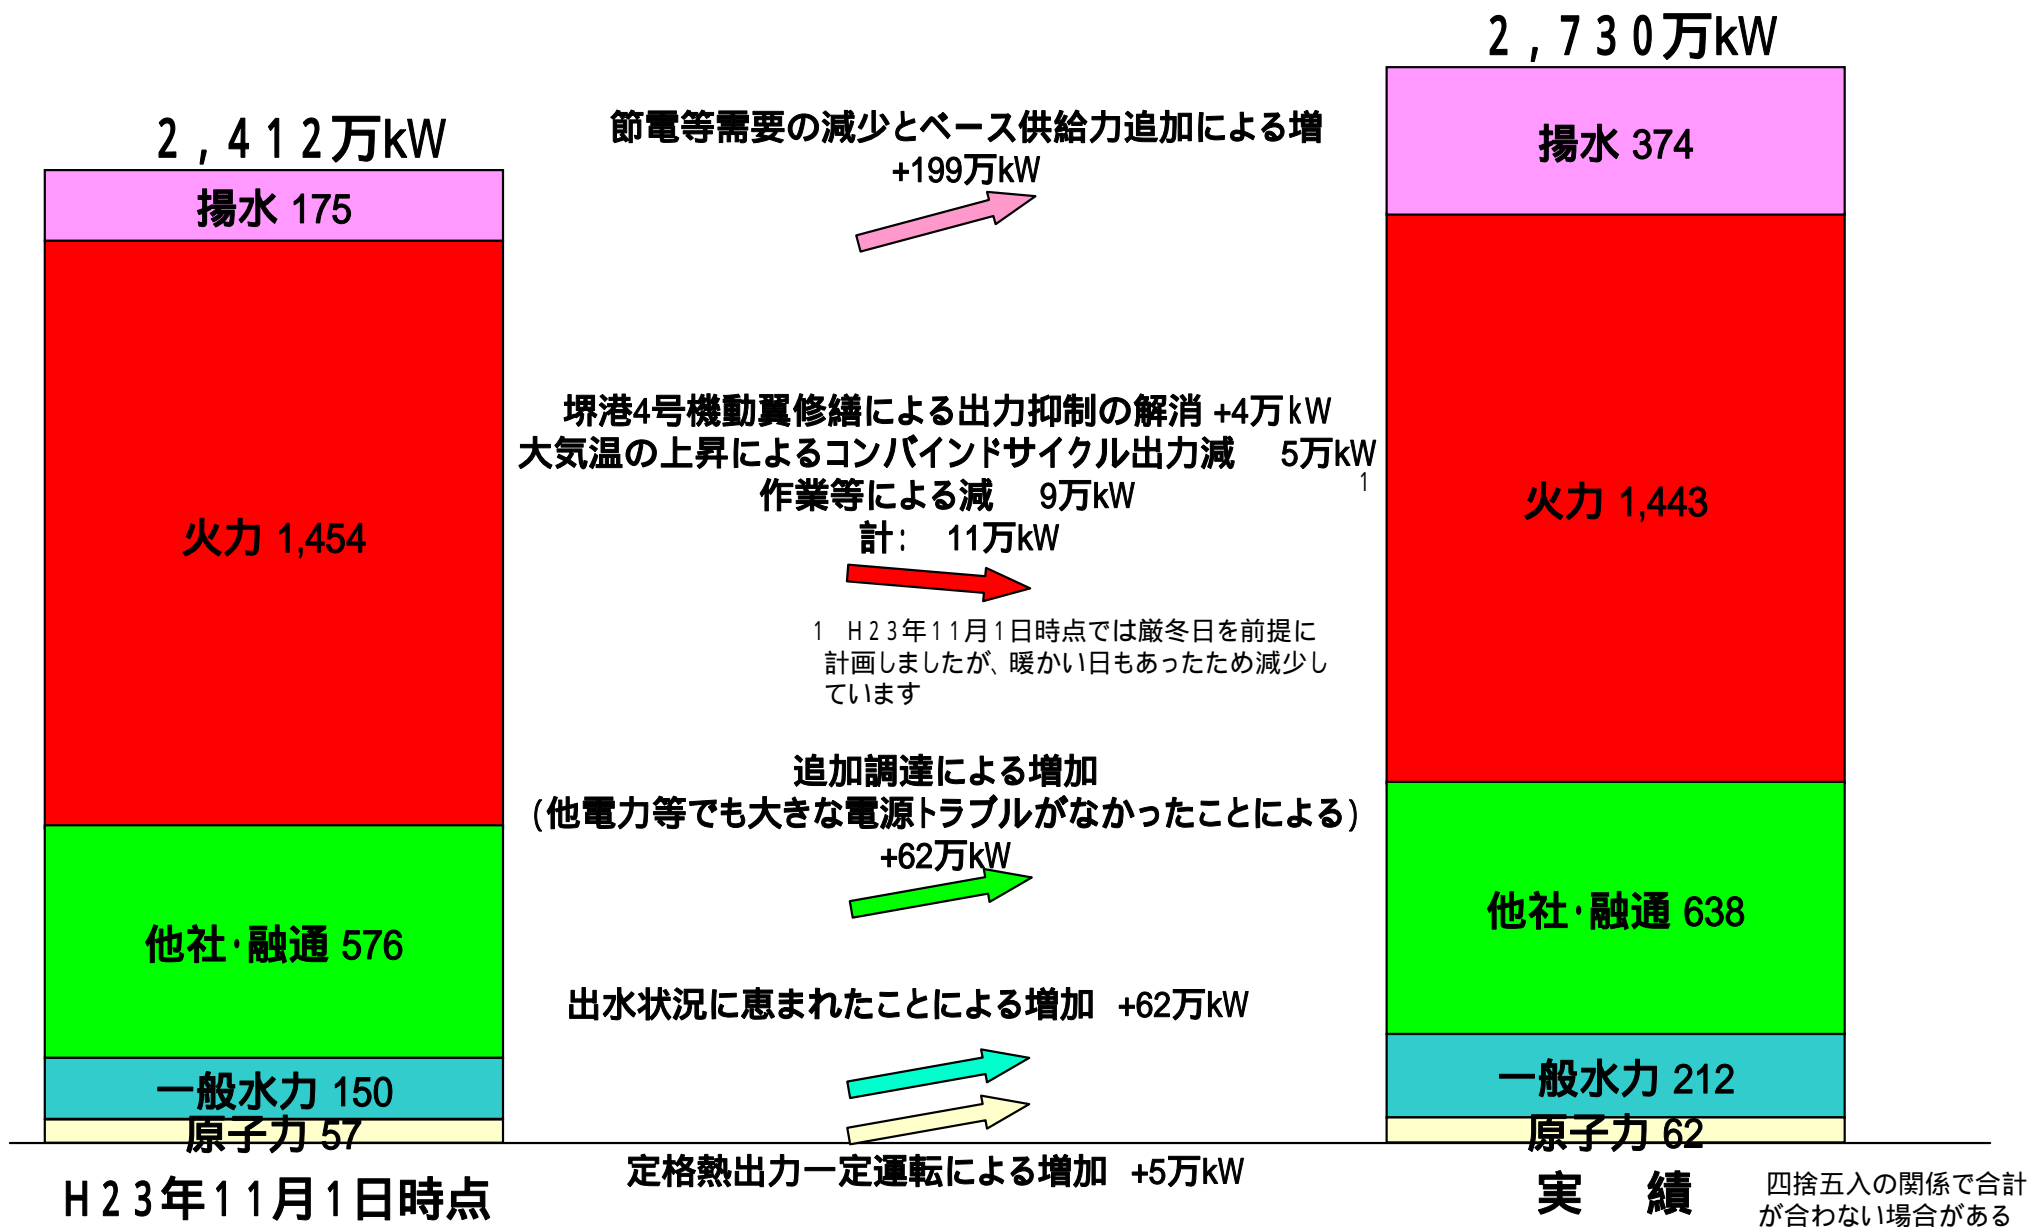 2,412万kW
揚水 175
火力 1,454
他社・融通 576
一般水力 150
原子力 57
H23年11月1日時点
節電等需要の減少とベース供給力追加による増
+199万kW
堺港4号機動翼修繕による出力抑制の解消 +4万kW
大気温の上昇によるコンバインドサイクル出力減 5万kW
1
作業等による減 9万kW
計: 11万kW
1 H23年11月1日時点では厳冬日を前提に
計画しましたが、暖かい日もあったため減少し
ています
追加調達による増加
(他電力等でも大きな電源トラブルがなかったことによる)
+62万kW
出水状況に恵まれたことによる増加 +62万kW
定格熱出力一定運転による増加 +5万kW
2,730万kW
揚水 374
火力 1,443
他社・融通 638
一般水力 212
原子力 62
実 績
四捨五入の関係で合計
が合わない場合がある